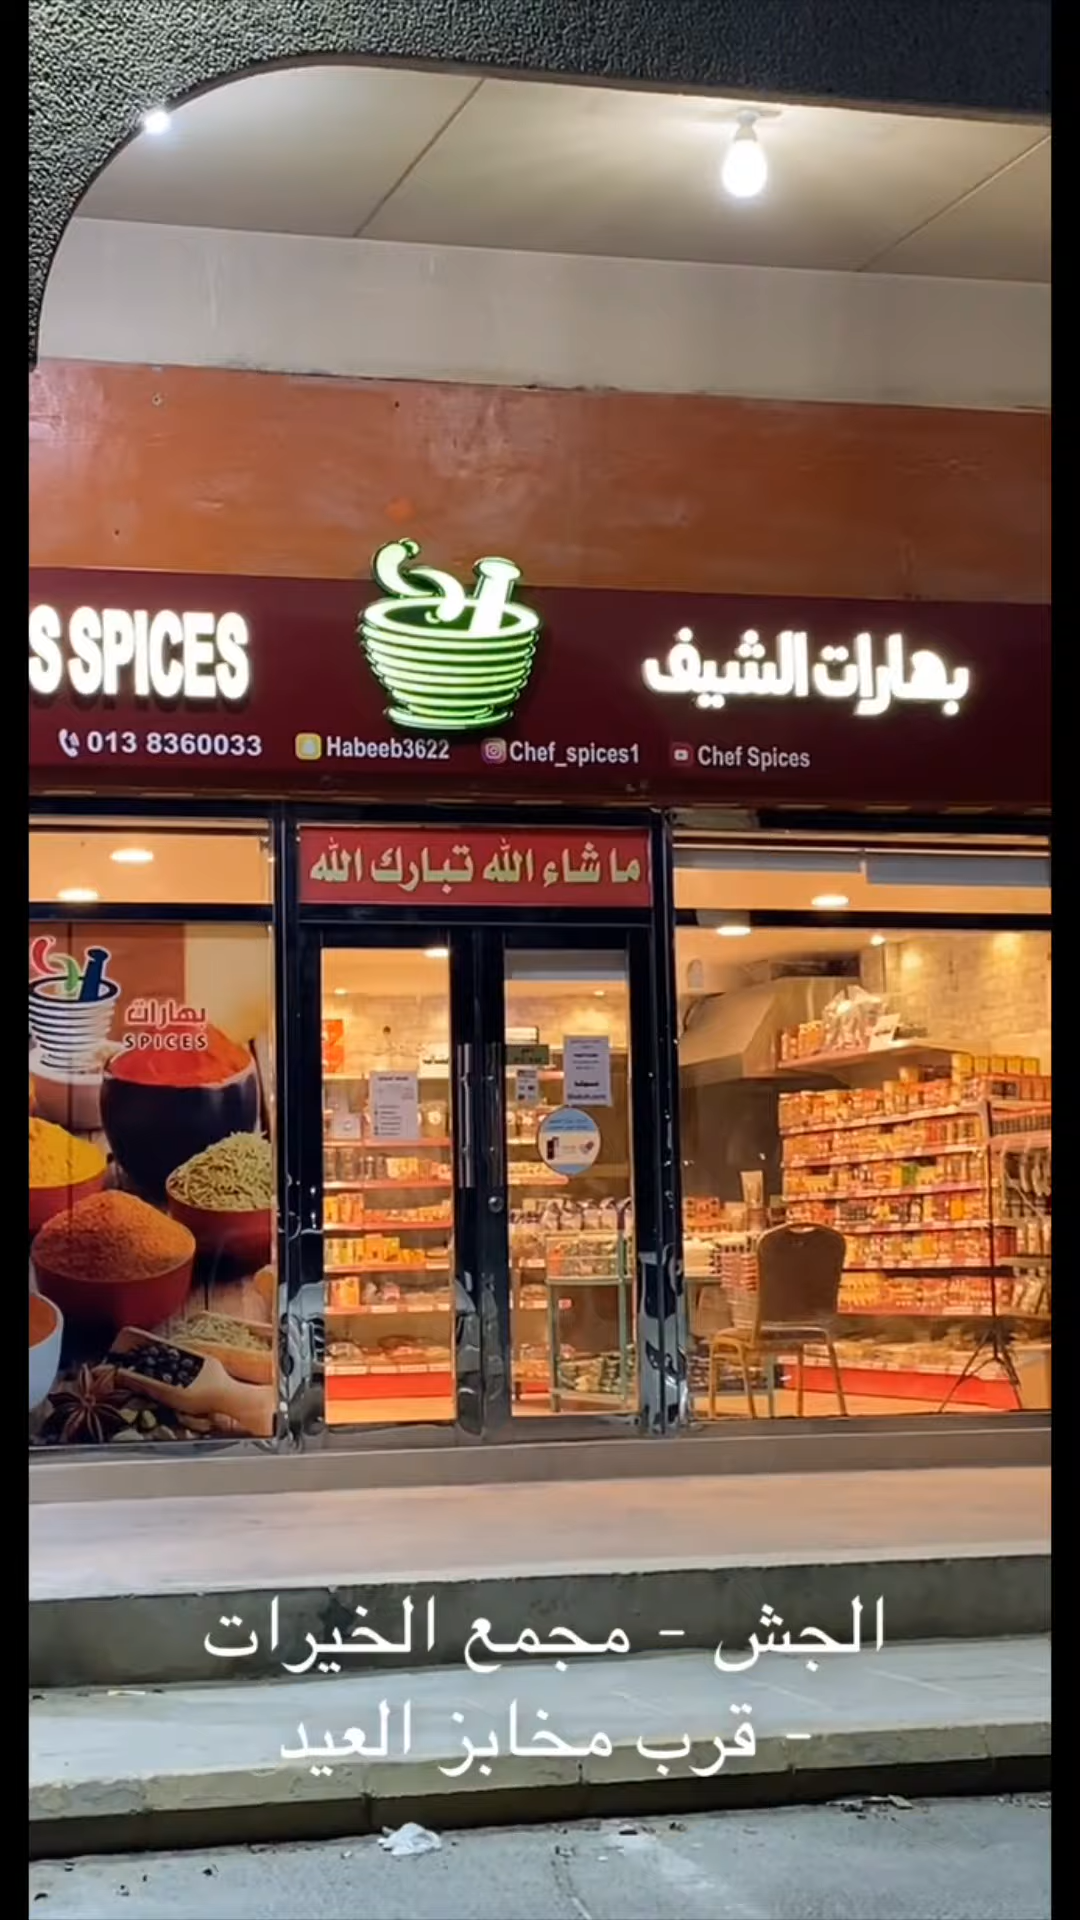 S SPICES
بهارات الشيف
013 8360033
Habeeb3622
Chef_spices1
Chef Spices
ما شاء الله تبارك الله
بهارات
SPICES
الجش - مجمع الخيرات
- قرب مخابز العيد